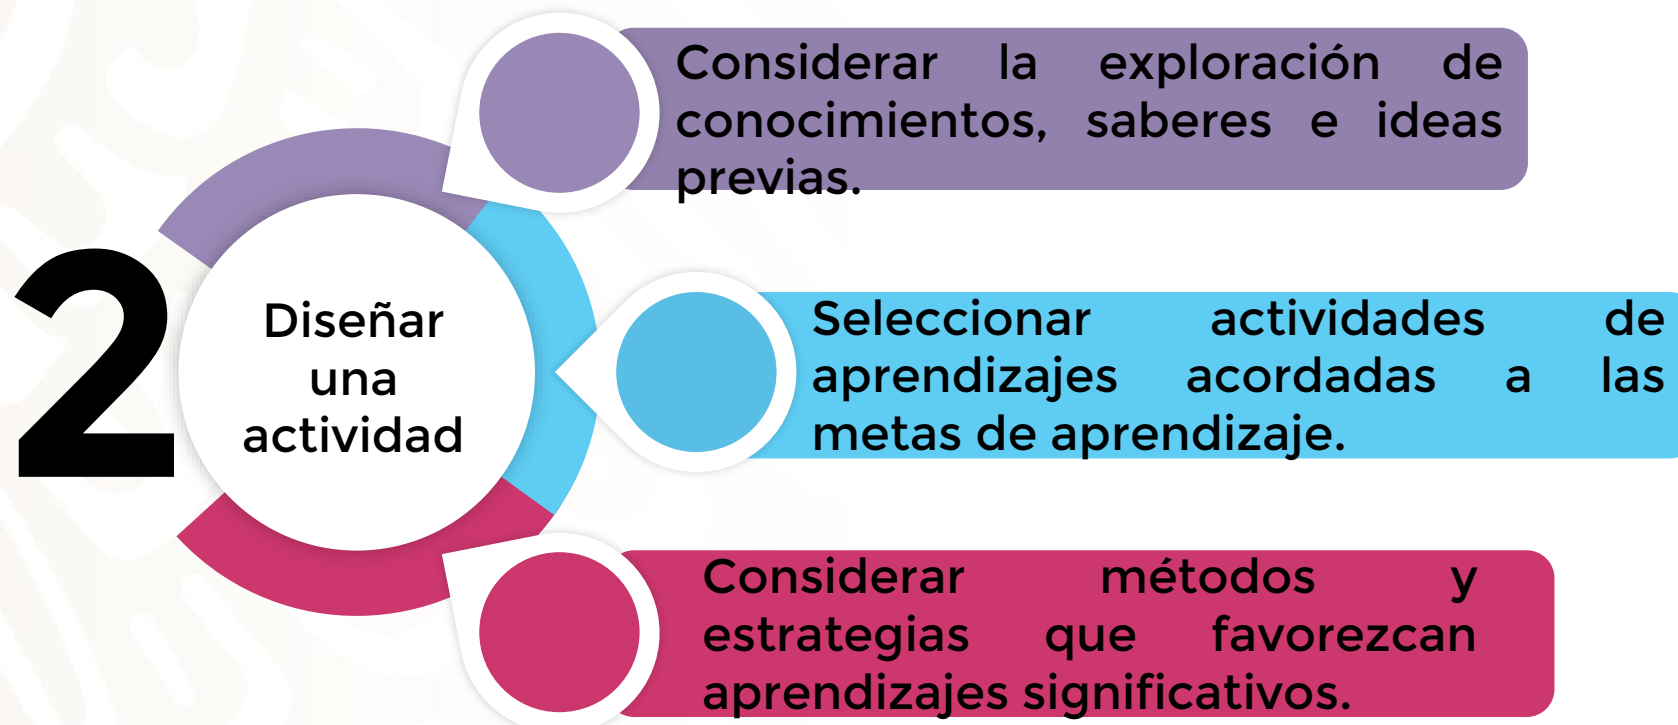 2
Diseñar
una
actividad
Considerar la exploración de
conocimientos, saberes e ideas
previas.
Seleccionar actividades de
aprendizajes acordadas a las
metas de aprendizaje.
Considerar métodos y
estrategias que favorezcan
aprendizajes significativos.